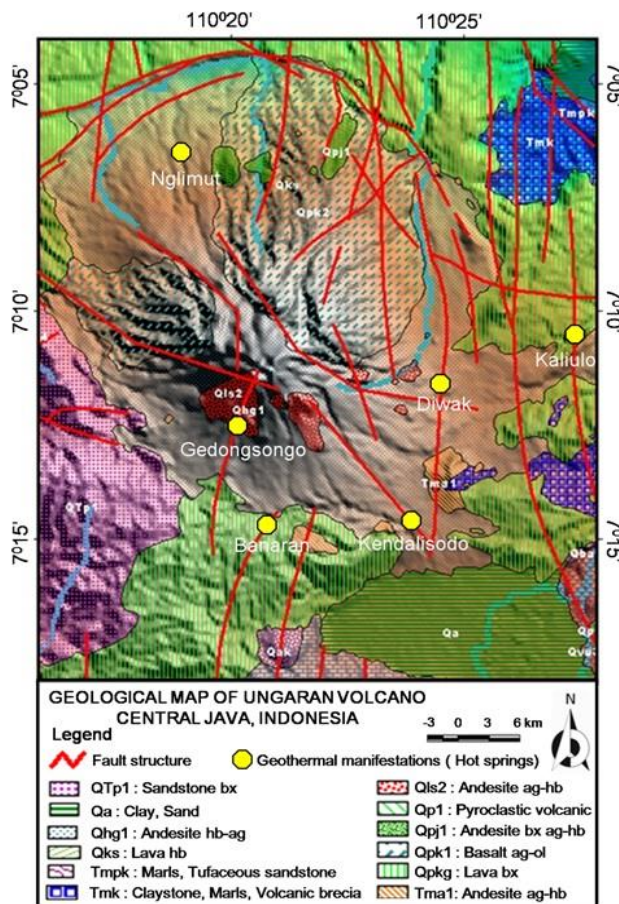 110°20' 110°25'
7°05' 7°05'
Tmpk
Tmk
Nglimut
Qpj1
Qks
Qpk2
7°10' 7°10'
Kaliulo
Qls2
Qhg1
Diwak
Gedongsongo
Tma1
QTp1
7°15' Banaran Kendalisodo 7°15'
Qak
Qa
GEOLOGICAL MAP OF UNGARAN VOLCANO
CENTRAL JAVA, INDONESIA
N
-3 0 3 6 km
Legend
Fault structure
Geothermal manifestations ( Hot springs)
QTp1 : Sandstone bx
Qa : Clay, Sand
Qhg1 : Andesite hb-ag
Qks : Lava hb
Tmpk : Marls, Tufaceous sandstone
Tmk : Claystone, Marls, Volcanic brecia
Qls2 : Andesite ag-hb
Qp1 : Pyroclastic volcanic
Qpj1 : Andesite bx ag-hb
Qpk1 : Basalt ag-ol
Qpkg : Lava bx
Tma1 : Andesite ag-hb